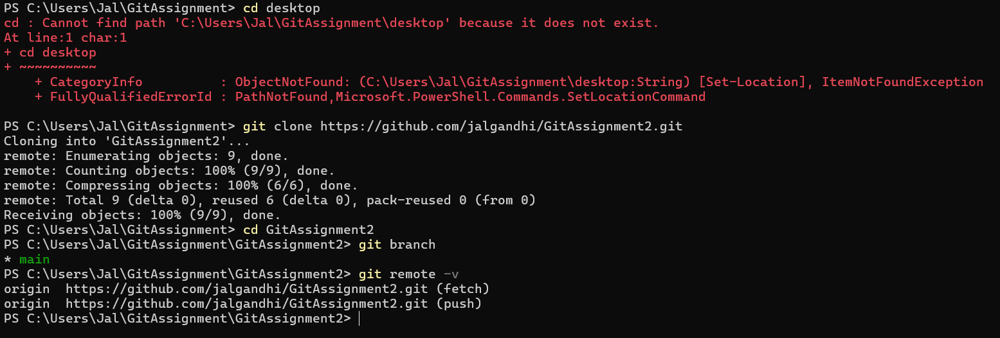 PS C:\Users\Jal\GitAssignment> cd desktop
cd : Cannot find path 'C:\Users\Jal\GitAssignment\desktop' because it does not exist.
At line:1 char:1
+ cd desktop
+ ~~~~~~~~~~
    + CategoryInfo          : ObjectNotFound: (C:\Users\Jal\GitAssignment\desktop:String) [Set-Location], ItemNotFoundException
    + FullyQualifiedErrorId : PathNotFound,Microsoft.PowerShell.Commands.SetLocationCommand
PS C:\Users\Jal\GitAssignment> git clone https://github.com/jalgandhi/GitAssignment2.git
Cloning into 'GitAssignment2'...
remote: Enumerating objects: 9, done.
remote: Counting objects: 100% (9/9), done.
remote: Compressing objects: 100% (6/6), done.
remote: Total 9 (delta 0), reused 6 (delta 0), pack-reused 0 (from 0)
Receiving objects: 100% (9/9), done.
PS C:\Users\Jal\GitAssignment> cd GitAssignment2
PS C:\Users\Jal\GitAssignment\GitAssignment2> git branch
* main
PS C:\Users\Jal\GitAssignment\GitAssignment2> git remote -v
origin  https://github.com/jalgandhi/GitAssignment2.git (fetch)
origin  https://github.com/jalgandhi/GitAssignment2.git (push)
PS C:\Users\Jal\GitAssignment\GitAssignment2>